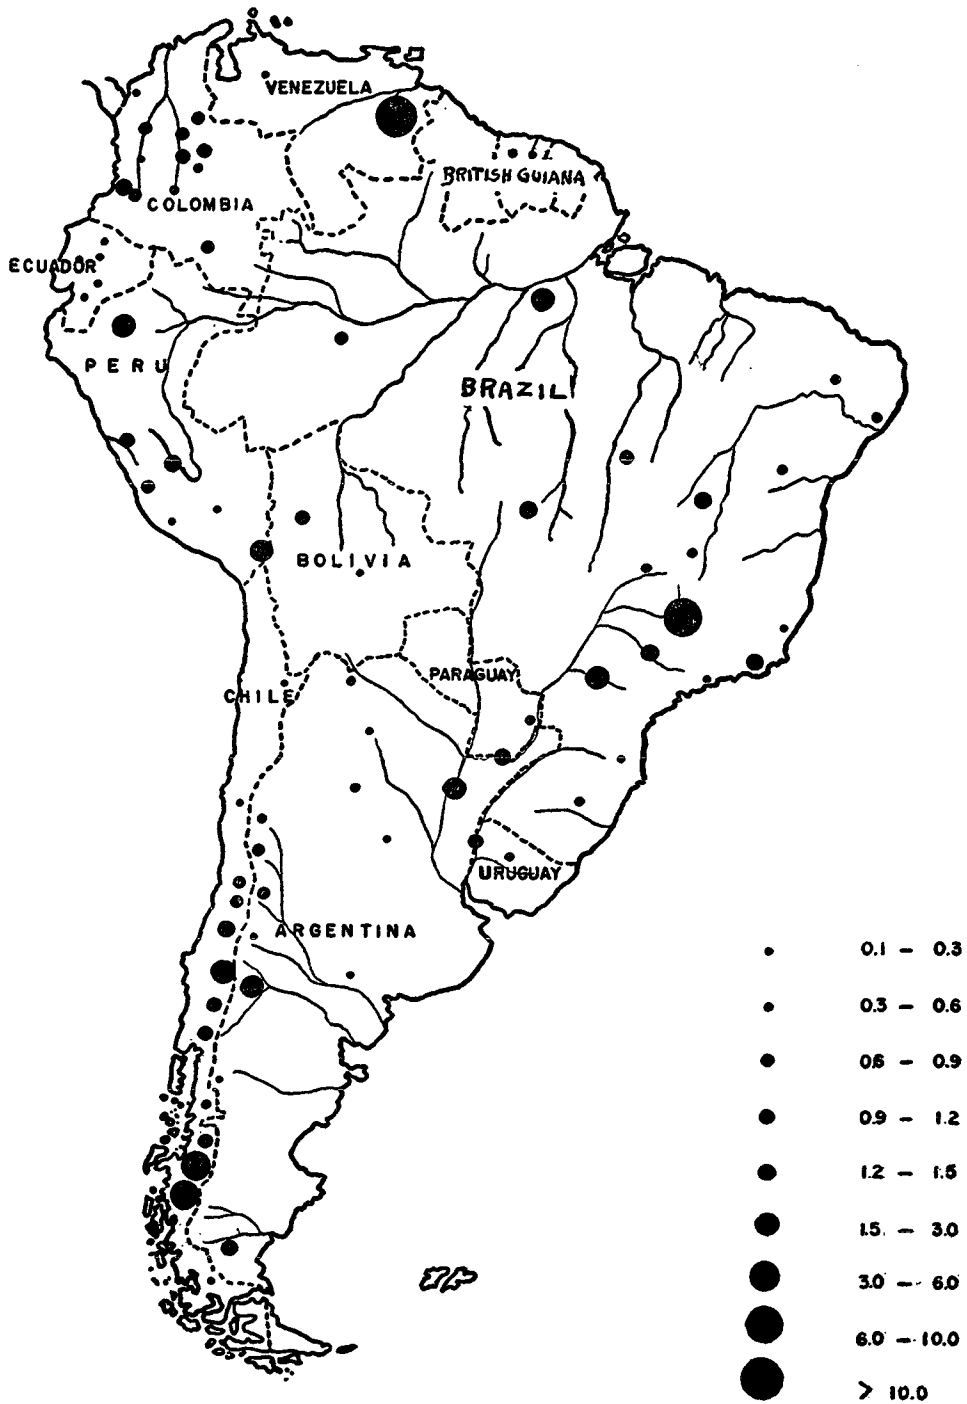 VENEZUELA
BRITISH GUIANA
COLOMBIA
ECUADOR
PERU
BRAZIL
BOLIVIA
PARAGUAY
CHILE
URUGUAY
ARGENTINA
0.1 – 0.3
0.3 – 0.6
0.6 – 0.9
0.9 – 1.2
1.2 – 1.5
1.5 – 3.0
3.0 – 6.0
6.0 – 10.0
> 10.0